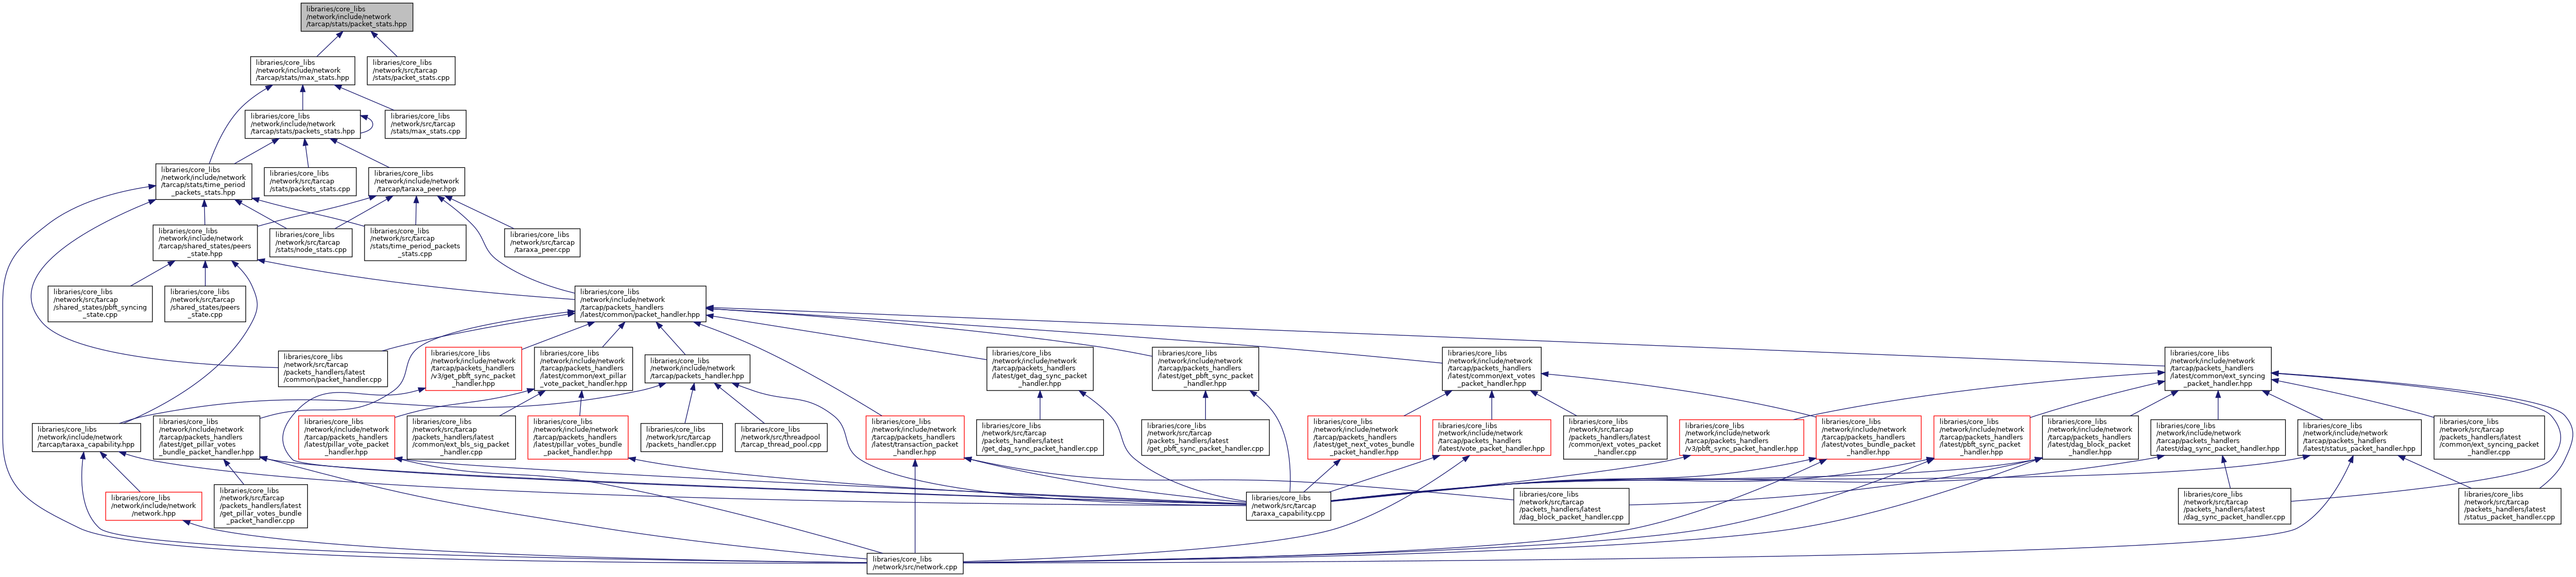 libraries/core_libs
/network/include/network
/tarcap/stats/packet_stats.hpp
libraries/core_libs
/network/include/network
/tarcap/stats/max_stats.hpp
libraries/core_libs
/network/src/tarcap
/stats/packet_stats.cpp
libraries/core_libs
/network/include/network
/tarcap/stats/packets_stats.hpp
libraries/core_libs
/network/src/tarcap
/stats/max_stats.cpp
libraries/core_libs
/network/include/network
/tarcap/stats/time_period
_packets_stats.hpp
libraries/core_libs
/network/src/tarcap
/stats/packets_stats.cpp
libraries/core_libs
/network/include/network
/tarcap/taraxa_peer.hpp
libraries/core_libs
/network/include/network
/tarcap/shared_states/peers
_state.hpp
libraries/core_libs
/network/src/tarcap
/stats/node_stats.cpp
libraries/core_libs
/network/src/tarcap
/stats/time_period_packets
_stats.cpp
libraries/core_libs
/network/src/tarcap
/taraxa_peer.cpp
libraries/core_libs
/network/src/tarcap
/shared_states/pbft_syncing
_state.cpp
libraries/core_libs
/network/src/tarcap
/shared_states/peers
_state.cpp
libraries/core_libs
/network/include/network
/tarcap/packets_handlers
/latest/common/packet_handler.hpp
libraries/core_libs
/network/src/tarcap
/packets_handlers/latest
/common/packet_handler.cpp
libraries/core_libs
/network/include/network
/tarcap/packets_handlers
/v3/get_pbft_sync_packet
_handler.hpp
libraries/core_libs
/network/include/network
/tarcap/packets_handlers
/latest/common/ext_pillar
_vote_packet_handler.hpp
libraries/core_libs
/network/include/network
/tarcap/packets_handler.hpp
libraries/core_libs
/network/include/network
/tarcap/packets_handlers
/latest/get_dag_sync_packet
_handler.hpp
libraries/core_libs
/network/include/network
/tarcap/packets_handlers
/latest/get_pbft_sync_packet
_handler.hpp
libraries/core_libs
/network/include/network
/tarcap/packets_handlers
/latest/common/ext_votes
_packet_handler.hpp
libraries/core_libs
/network/include/network
/tarcap/packets_handlers
/latest/common/ext_syncing
_packet_handler.hpp
libraries/core_libs
/network/include/network
/tarcap/taraxa_capability.hpp
libraries/core_libs
/network/include/network
/tarcap/packets_handlers
/latest/get_pillar_votes
_bundle_packet_handler.hpp
libraries/core_libs
/network/include/network
/tarcap/packets_handlers
/latest/pillar_vote_packet
_handler.hpp
libraries/core_libs
/network/src/tarcap
/packets_handlers/latest
/common/ext_bls_sig_packet
_handler.cpp
libraries/core_libs
/network/include/network
/tarcap/packets_handlers
/latest/pillar_votes_bundle
_packet_handler.hpp
libraries/core_libs
/network/src/tarcap
/packets_handler.cpp
libraries/core_libs
/network/src/threadpool
/tarcap_thread_pool.cpp
libraries/core_libs
/network/include/network
/tarcap/packets_handlers
/latest/transaction_packet
_handler.hpp
libraries/core_libs
/network/src/tarcap
/packets_handlers/latest
/get_dag_sync_packet_handler.cpp
libraries/core_libs
/network/src/tarcap
/packets_handlers/latest
/get_pbft_sync_packet_handler.cpp
libraries/core_libs
/network/include/network
/tarcap/packets_handlers
/latest/get_next_votes_bundle
_packet_handler.hpp
libraries/core_libs
/network/include/network
/tarcap/packets_handlers
/latest/vote_packet_handler.hpp
libraries/core_libs
/network/src/tarcap
/packets_handlers/latest
/common/ext_votes_packet
_handler.cpp
libraries/core_libs
/network/include/network
/tarcap/packets_handlers
/v3/pbft_sync_packet_handler.hpp
libraries/core_libs
/network/include/network
/tarcap/packets_handlers
/latest/votes_bundle_packet
_handler.hpp
libraries/core_libs
/network/include/network
/tarcap/packets_handlers
/latest/pbft_sync_packet
_handler.hpp
libraries/core_libs
/network/include/network
/tarcap/packets_handlers
/latest/dag_block_packet
_handler.hpp
libraries/core_libs
/network/include/network
/tarcap/packets_handlers
/latest/dag_sync_packet_handler.hpp
libraries/core_libs
/network/include/network
/tarcap/packets_handlers
/latest/status_packet_handler.hpp
libraries/core_libs
/network/src/tarcap
/packets_handlers/latest
/common/ext_syncing_packet
_handler.cpp
libraries/core_libs
/network/include/network
/network.hpp
libraries/core_libs
/network/src/tarcap
/packets_handlers/latest
/get_pillar_votes_bundle
_packet_handler.cpp
libraries/core_libs
/network/src/tarcap
/taraxa_capability.cpp
libraries/core_libs
/network/src/tarcap
/packets_handlers/latest
/dag_block_packet_handler.cpp
libraries/core_libs
/network/src/tarcap
/packets_handlers/latest
/dag_sync_packet_handler.cpp
libraries/core_libs
/network/src/tarcap
/packets_handlers/latest
/status_packet_handler.cpp
libraries/core_libs
/network/src/network.cpp